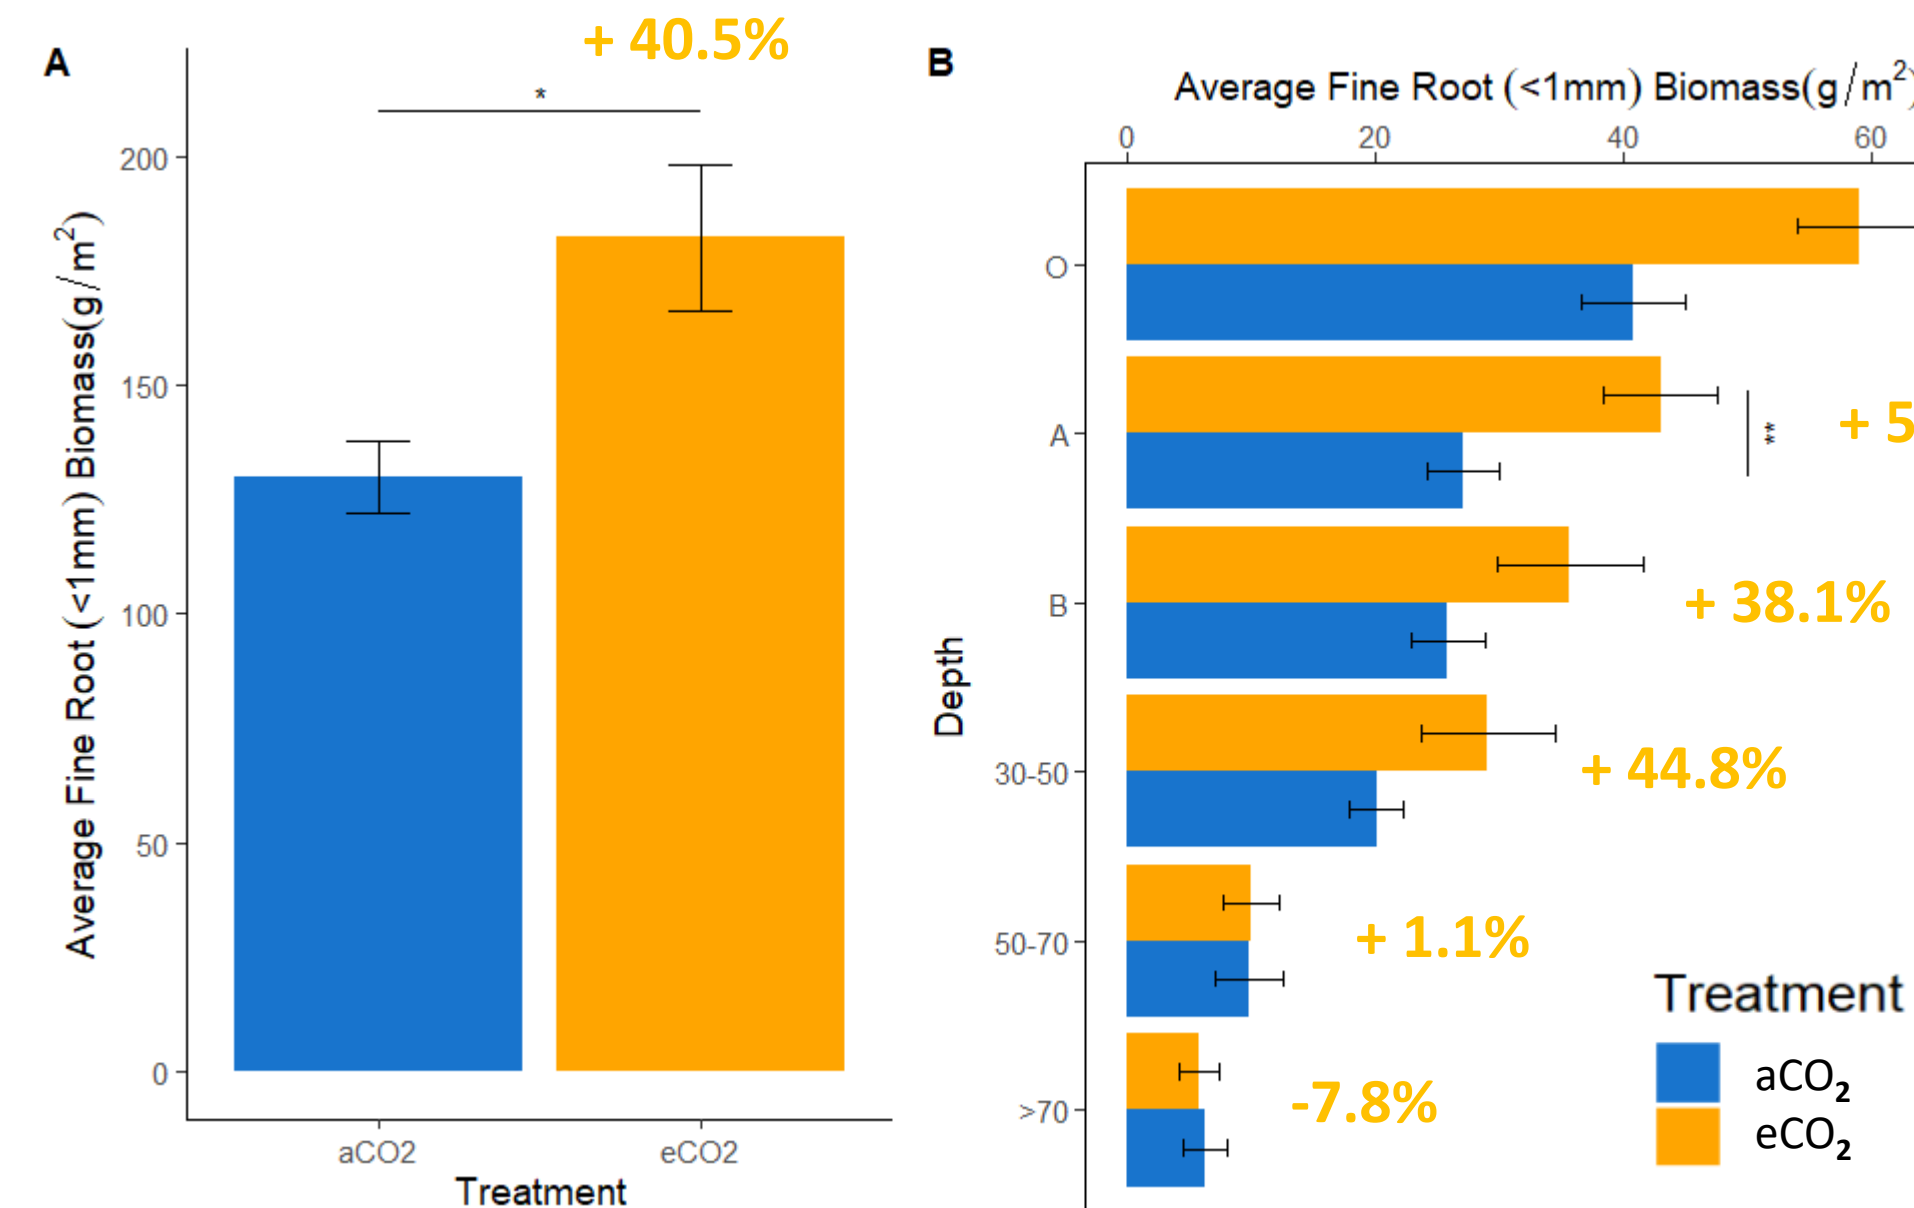 A
+ 40.5%
*
Average Fine Root (<1mm) Biomass(g/m²)
200
150
100
50
0
aCO2
eCO2
Treatment
B
Average Fine Root (<1mm) Biomass(g/m²)
0
20
40
60
Depth
O
A
**
+ 5
B
+ 38.1%
30-50
+ 44.8%
50-70
+ 1.1%
>70
-7.8%
Treatment
aCO₂
eCO₂